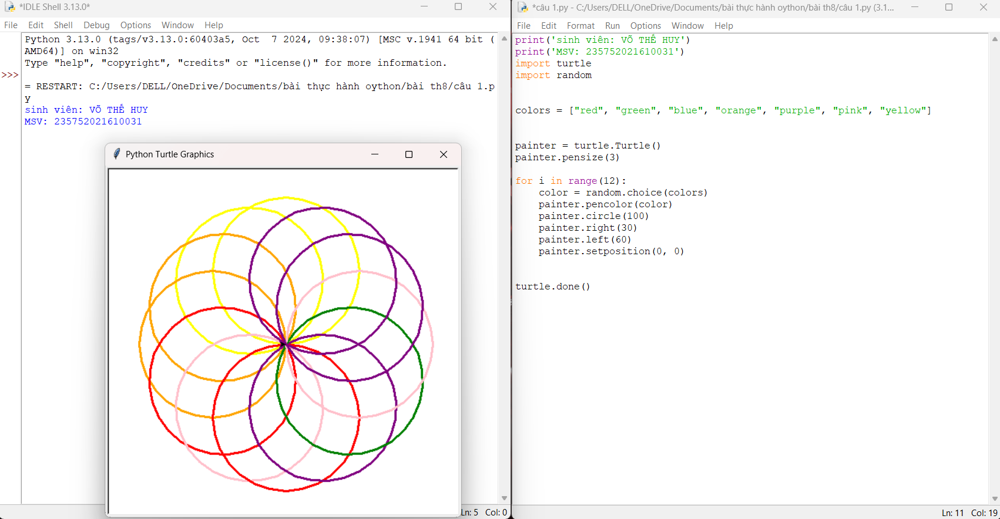 *IDLE Shell 3.13.0*
File Edit Shell Debug Options Window Help
Python 3.13.0 (tags/v3.13.0:60403a5, Oct  7 2024, 09:38:07) [MSC v.1941 64 bit (
AMD64)] on win32
Type "help", "copyright", "credits" or "license()" for more information.
>>>
= RESTART: C:/Users/DELL/OneDrive/Documents/bài thực hành oython/bài th8/câu 1.p
y
sinh viên: VÕ THẾ HUY
MSV: 235752021610031
Python Turtle Graphics
Ln: 5 Col: 0
*câu 1.py - C:/Users/DELL/OneDrive/Documents/bài thực hành oython/bài th8/câu 1.py (3.1...
File Edit Format Run Options Window Help
print('sinh viên: VÕ THẾ HUY')
print('MSV: 235752021610031')
import turtle
import random
colors = ["red", "green", "blue", "orange", "purple", "pink", "yellow"]
painter = turtle.Turtle()
painter.pensize(3)
for i in range(12):
    color = random.choice(colors)
    painter.pencolor(color)
    painter.circle(100)
    painter.right(30)
    painter.left(60)
    painter.setposition(0, 0)
turtle.done()
Ln: 11 Col: 19